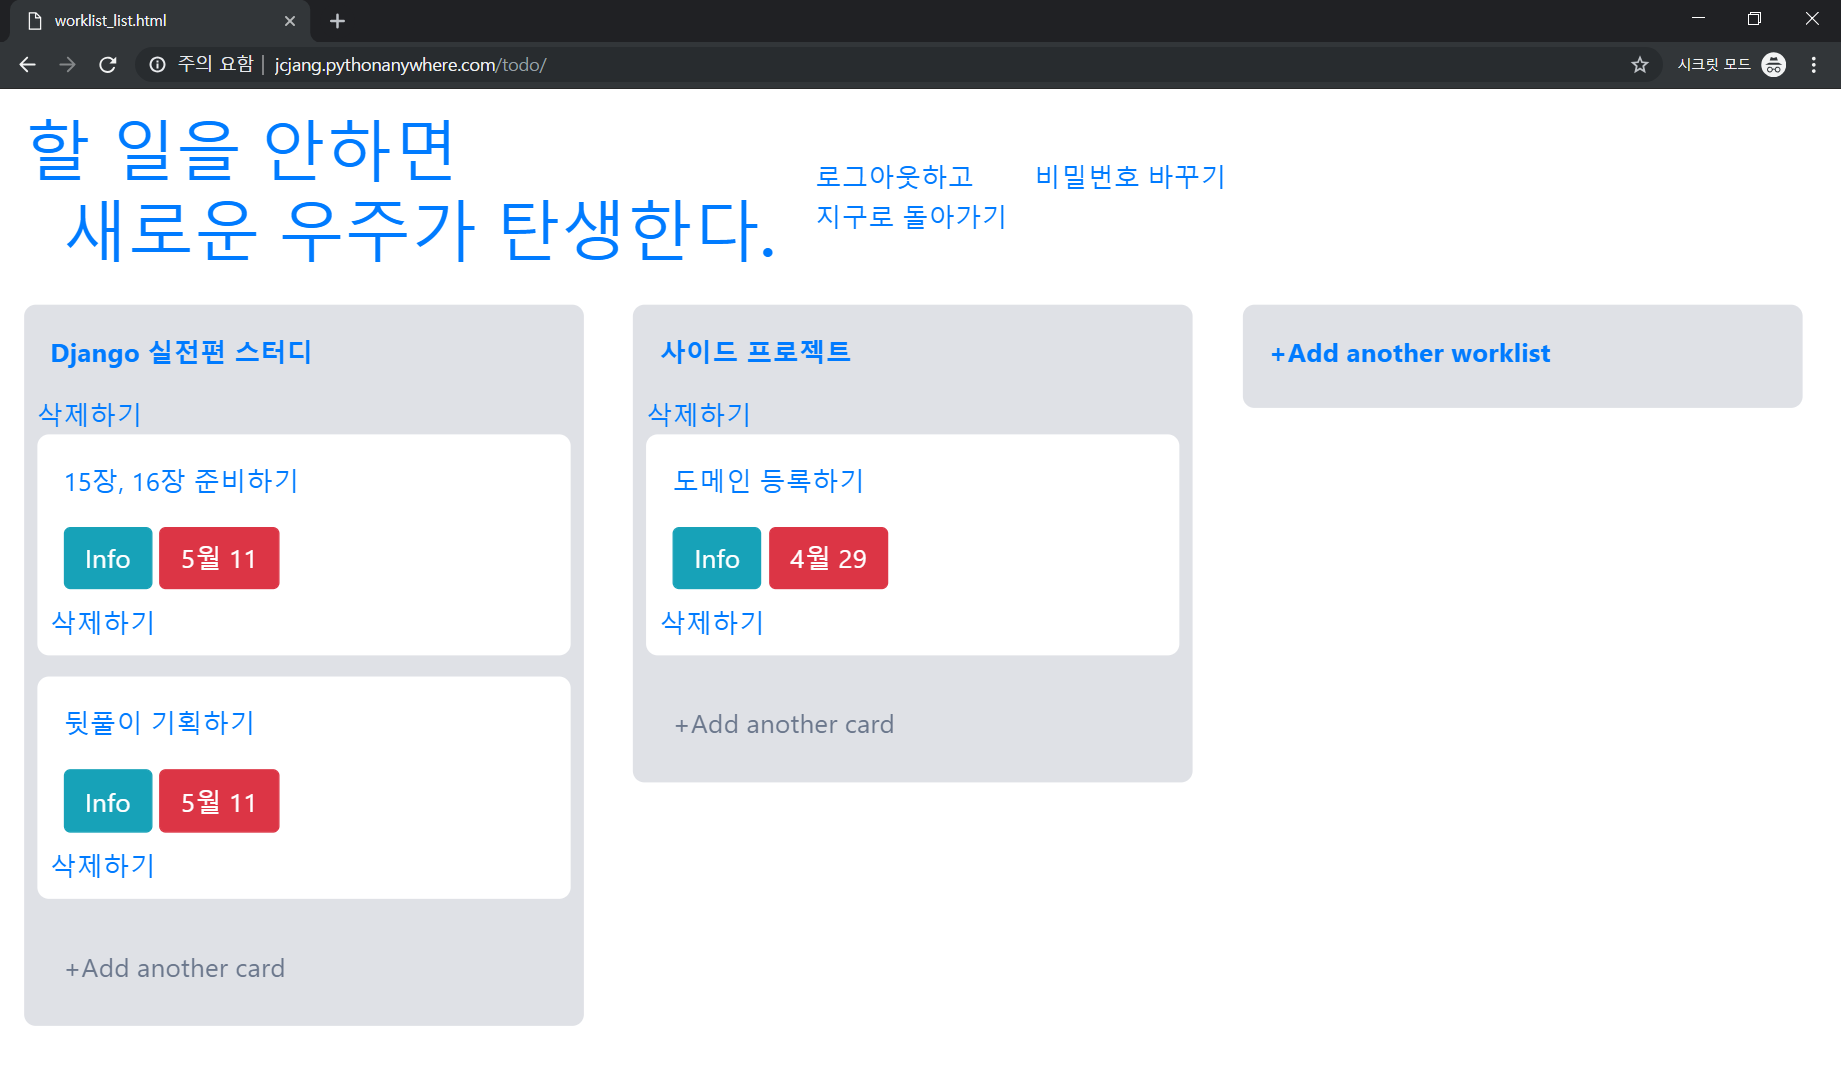 worklist_list.html
주의 요함 | jcjang.pythonanywhere.com/todo/
시크릿 모드
할 일을 안하면
새로운 우주가 탄생한다.
로그아웃하고
지구로 돌아가기
비밀번호 바꾸기
Django 실전편 스터디
삭제하기
15장, 16장 준비하기
Info 5월 11
삭제하기
뒷풀이 기획하기
Info 5월 11
삭제하기
+Add another card
사이드 프로젝트
삭제하기
도메인 등록하기
Info 4월 29
삭제하기
+Add another card
+Add another worklist